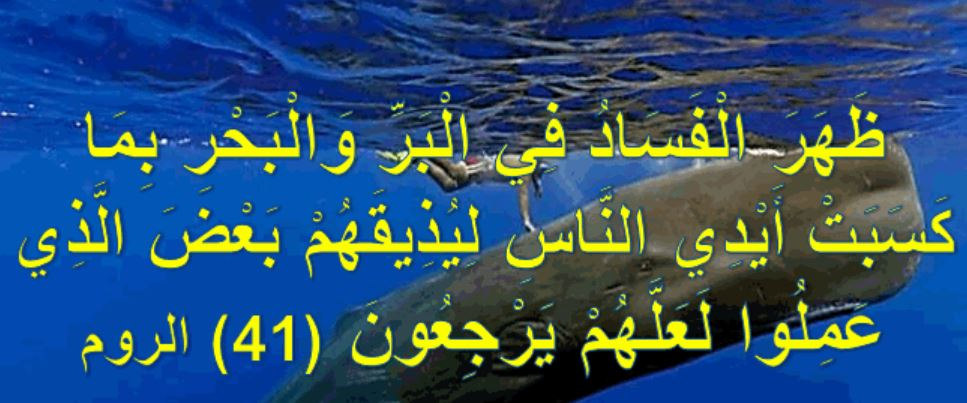 ظَهَرَ الْفَسَادُ فِي الْبَرِّ وَالْبَحْرِ بِمَا
كَسَبَتْ أَيْدِي النَّاسِ لِيُذِيقَهُمْ بَعْضَ الَّذِي
عَمِلُوا لَعَلَّهُمْ يَرْجِعُونَ (41) الروم